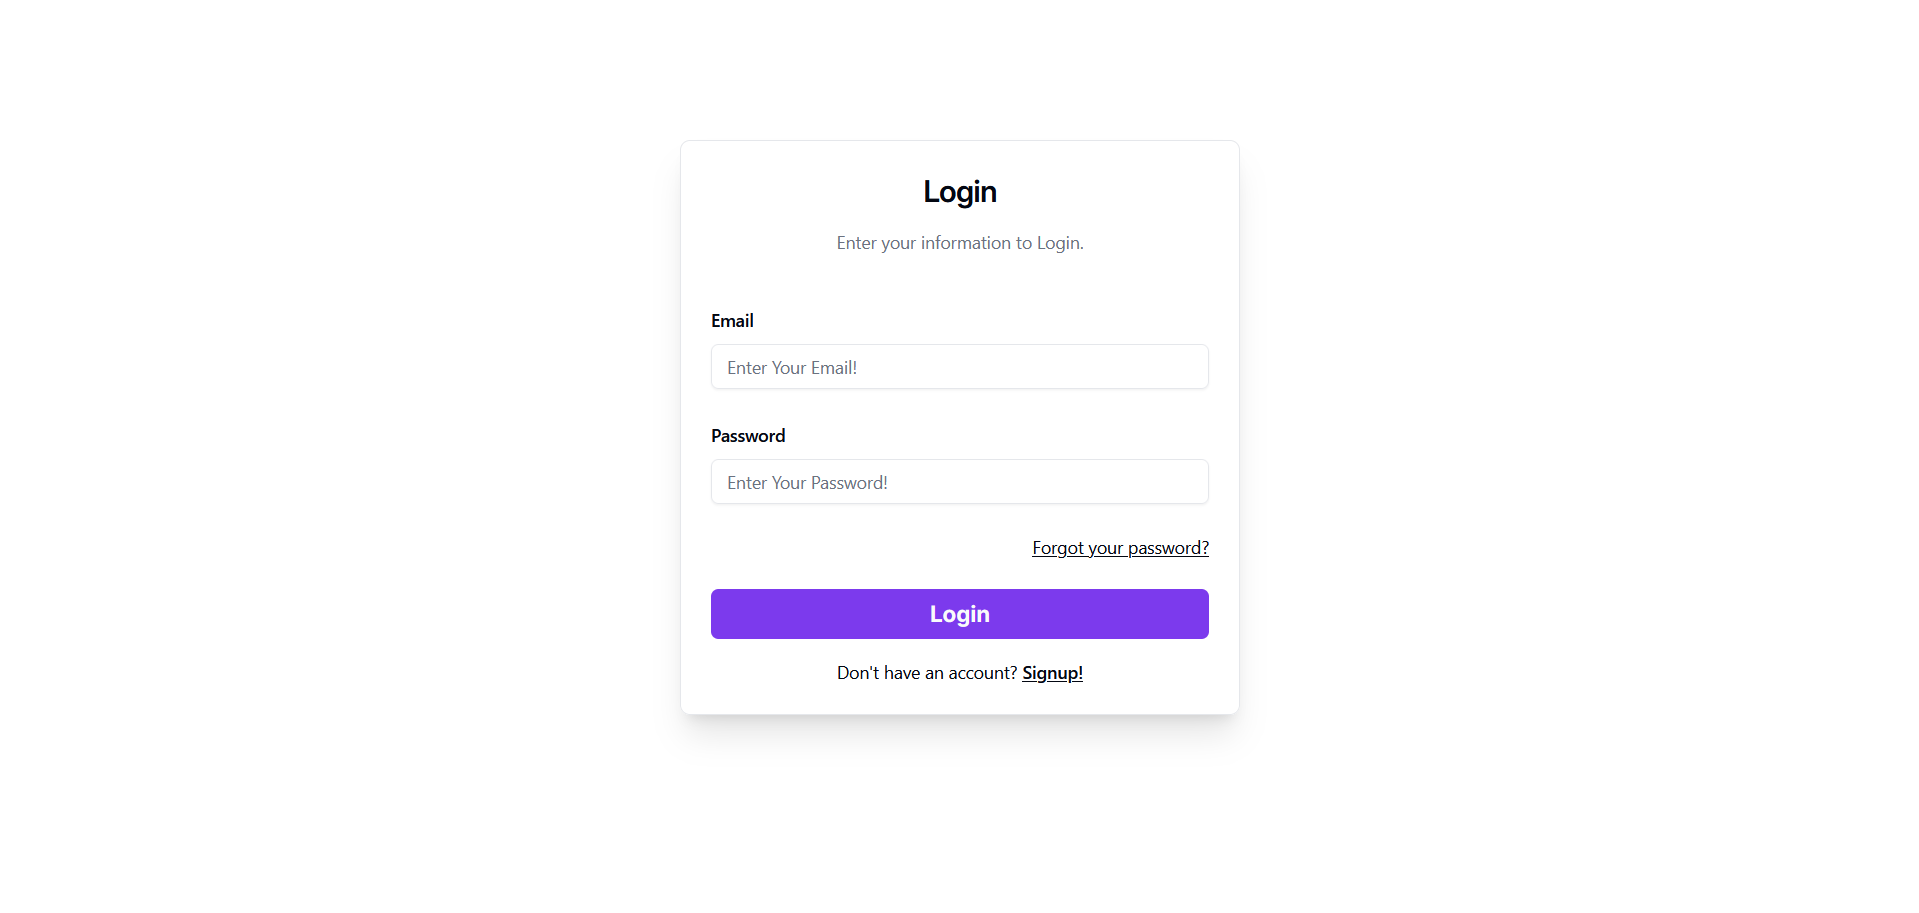 Login
Enter your information to Login.
Email
Enter Your Email!
Password
Enter Your Password!
Forgot your password?
Login
Don't have an account? Signup!